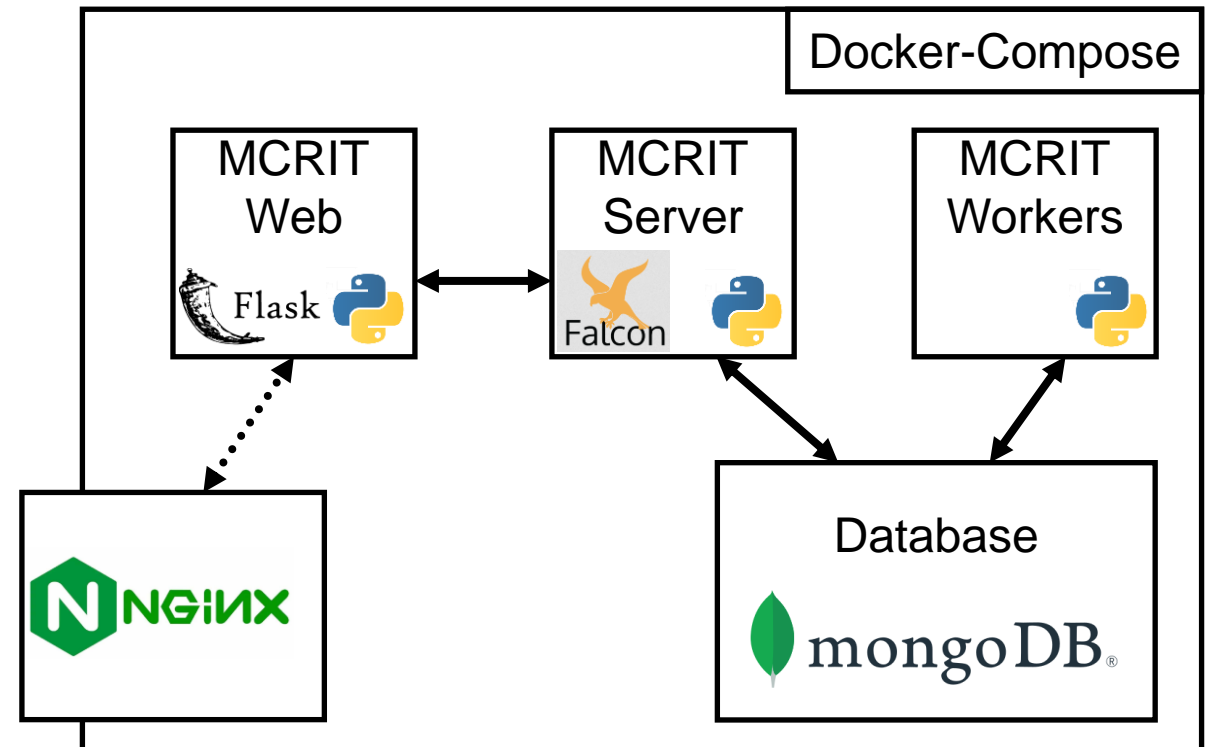 Docker-Compose
MCRIT
Web
Flask
MCRIT
Server
Falcon
MCRIT
Workers
N NGiNX
Database
mongoDB®